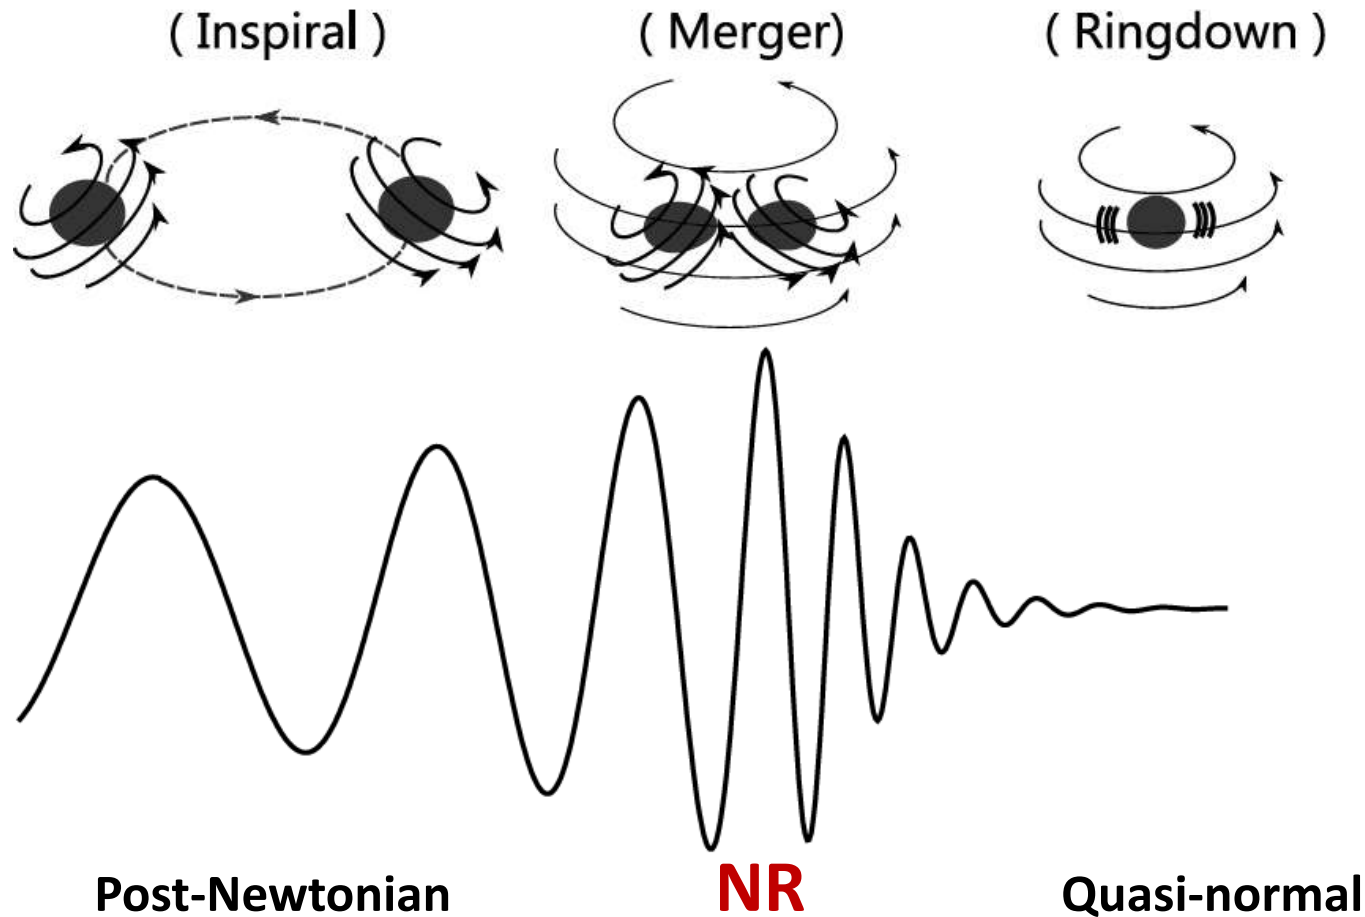 ( Inspiral )
( Merger)
( Ringdown )
Post-Newtonian
NR
Quasi-normal